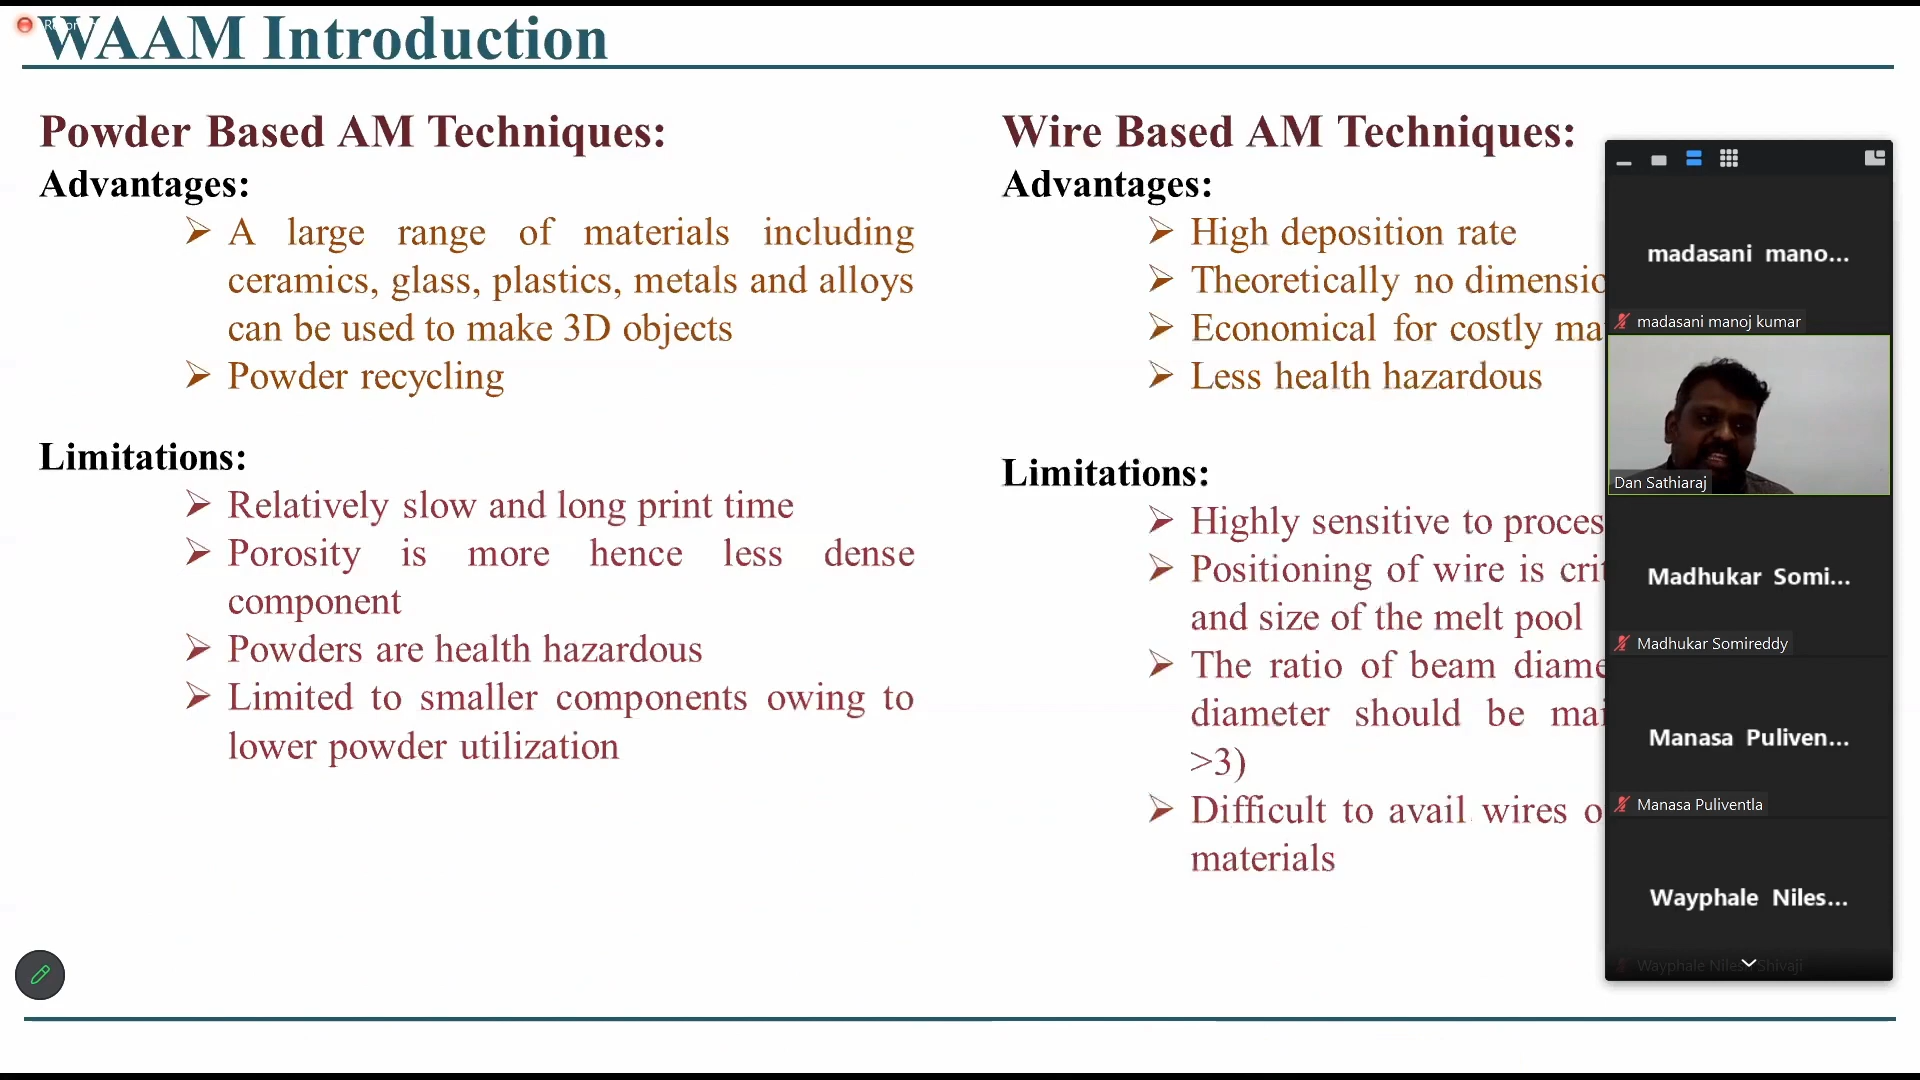 WAAM Introduction
Powder Based AM Techniques:
Advantages:
A large range of materials including
ceramics, glass, plastics, metals and alloys
can be used to make 3D objects
Powder recycling
Limitations:
Relatively slow and long print time
Porosity is more hence less dense
component
Powders are health hazardous
Limited to smaller components owing to
lower powder utilization
Wire Based AM Techniques:
Advantages:
High deposition rate
Theoretically no dimensio
Economical for costly ma
Less health hazardous
Limitations:
Highly sensitive to proces
Positioning of wire is crit
and size of the melt pool
The ratio of beam diame
diameter should be mai
>3)
Difficult to avail wires o
materials
madasani mano...
madasani manoj kumar
Dan Sathiaraj
Madhukar Somi...
Madhukar Somireddy
Manasa Puliven...
Manasa Puliventla
Wayphale Niles...
Wayphale Nilesh Shivaji